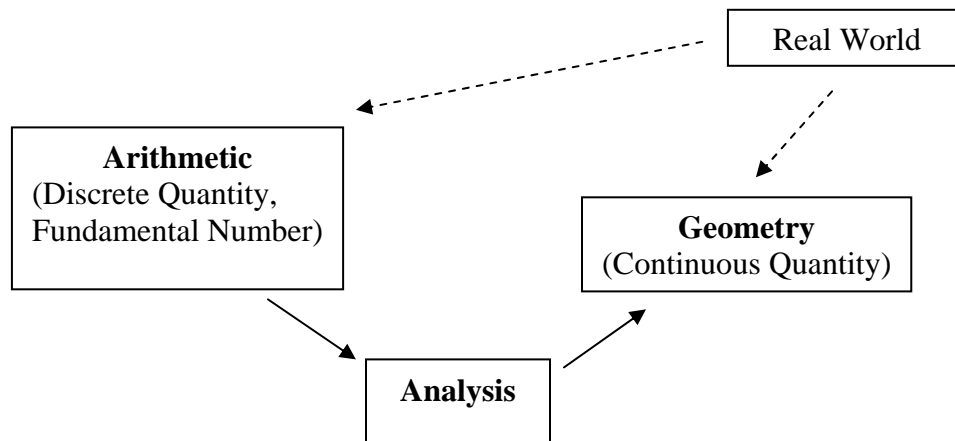 Real World
Arithmetic
(Discrete Quantity,
Fundamental Number)
Geometry
(Continuous Quantity)
Analysis